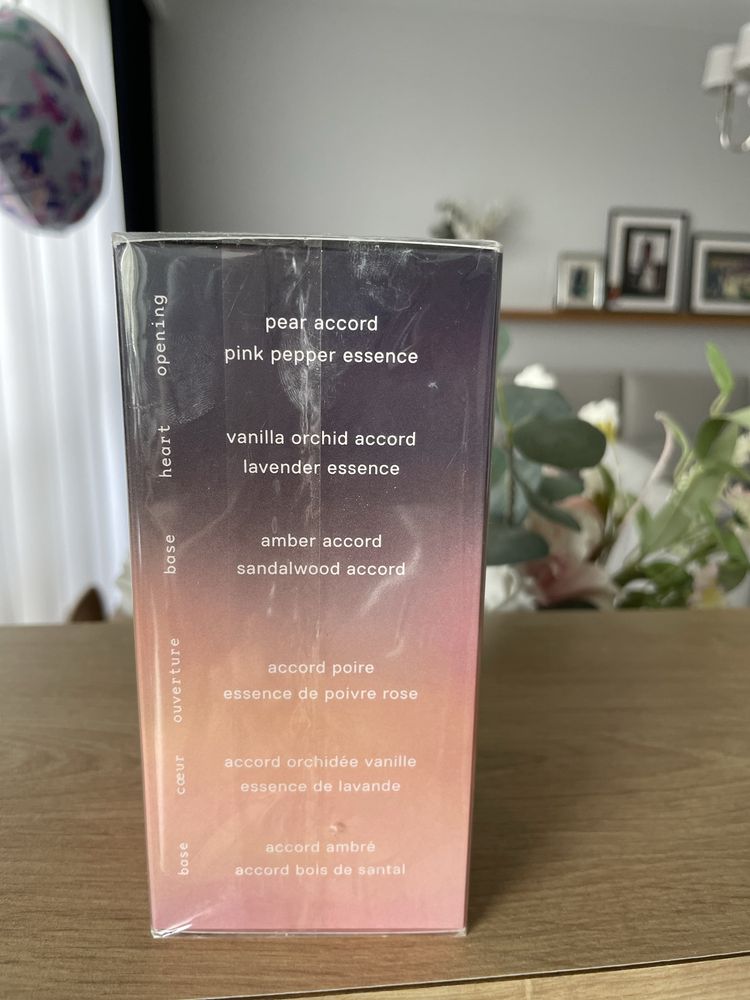 opening
pear accord
pink pepper essence
heart
vanilla orchid accord
lavender essence
base
amber accord
sandalwood accord
ouverture
accord poire
essence de poivre rose
cœur
accord orchidée vanille
essence de lavande
base
accord ambré
accord bois de santal